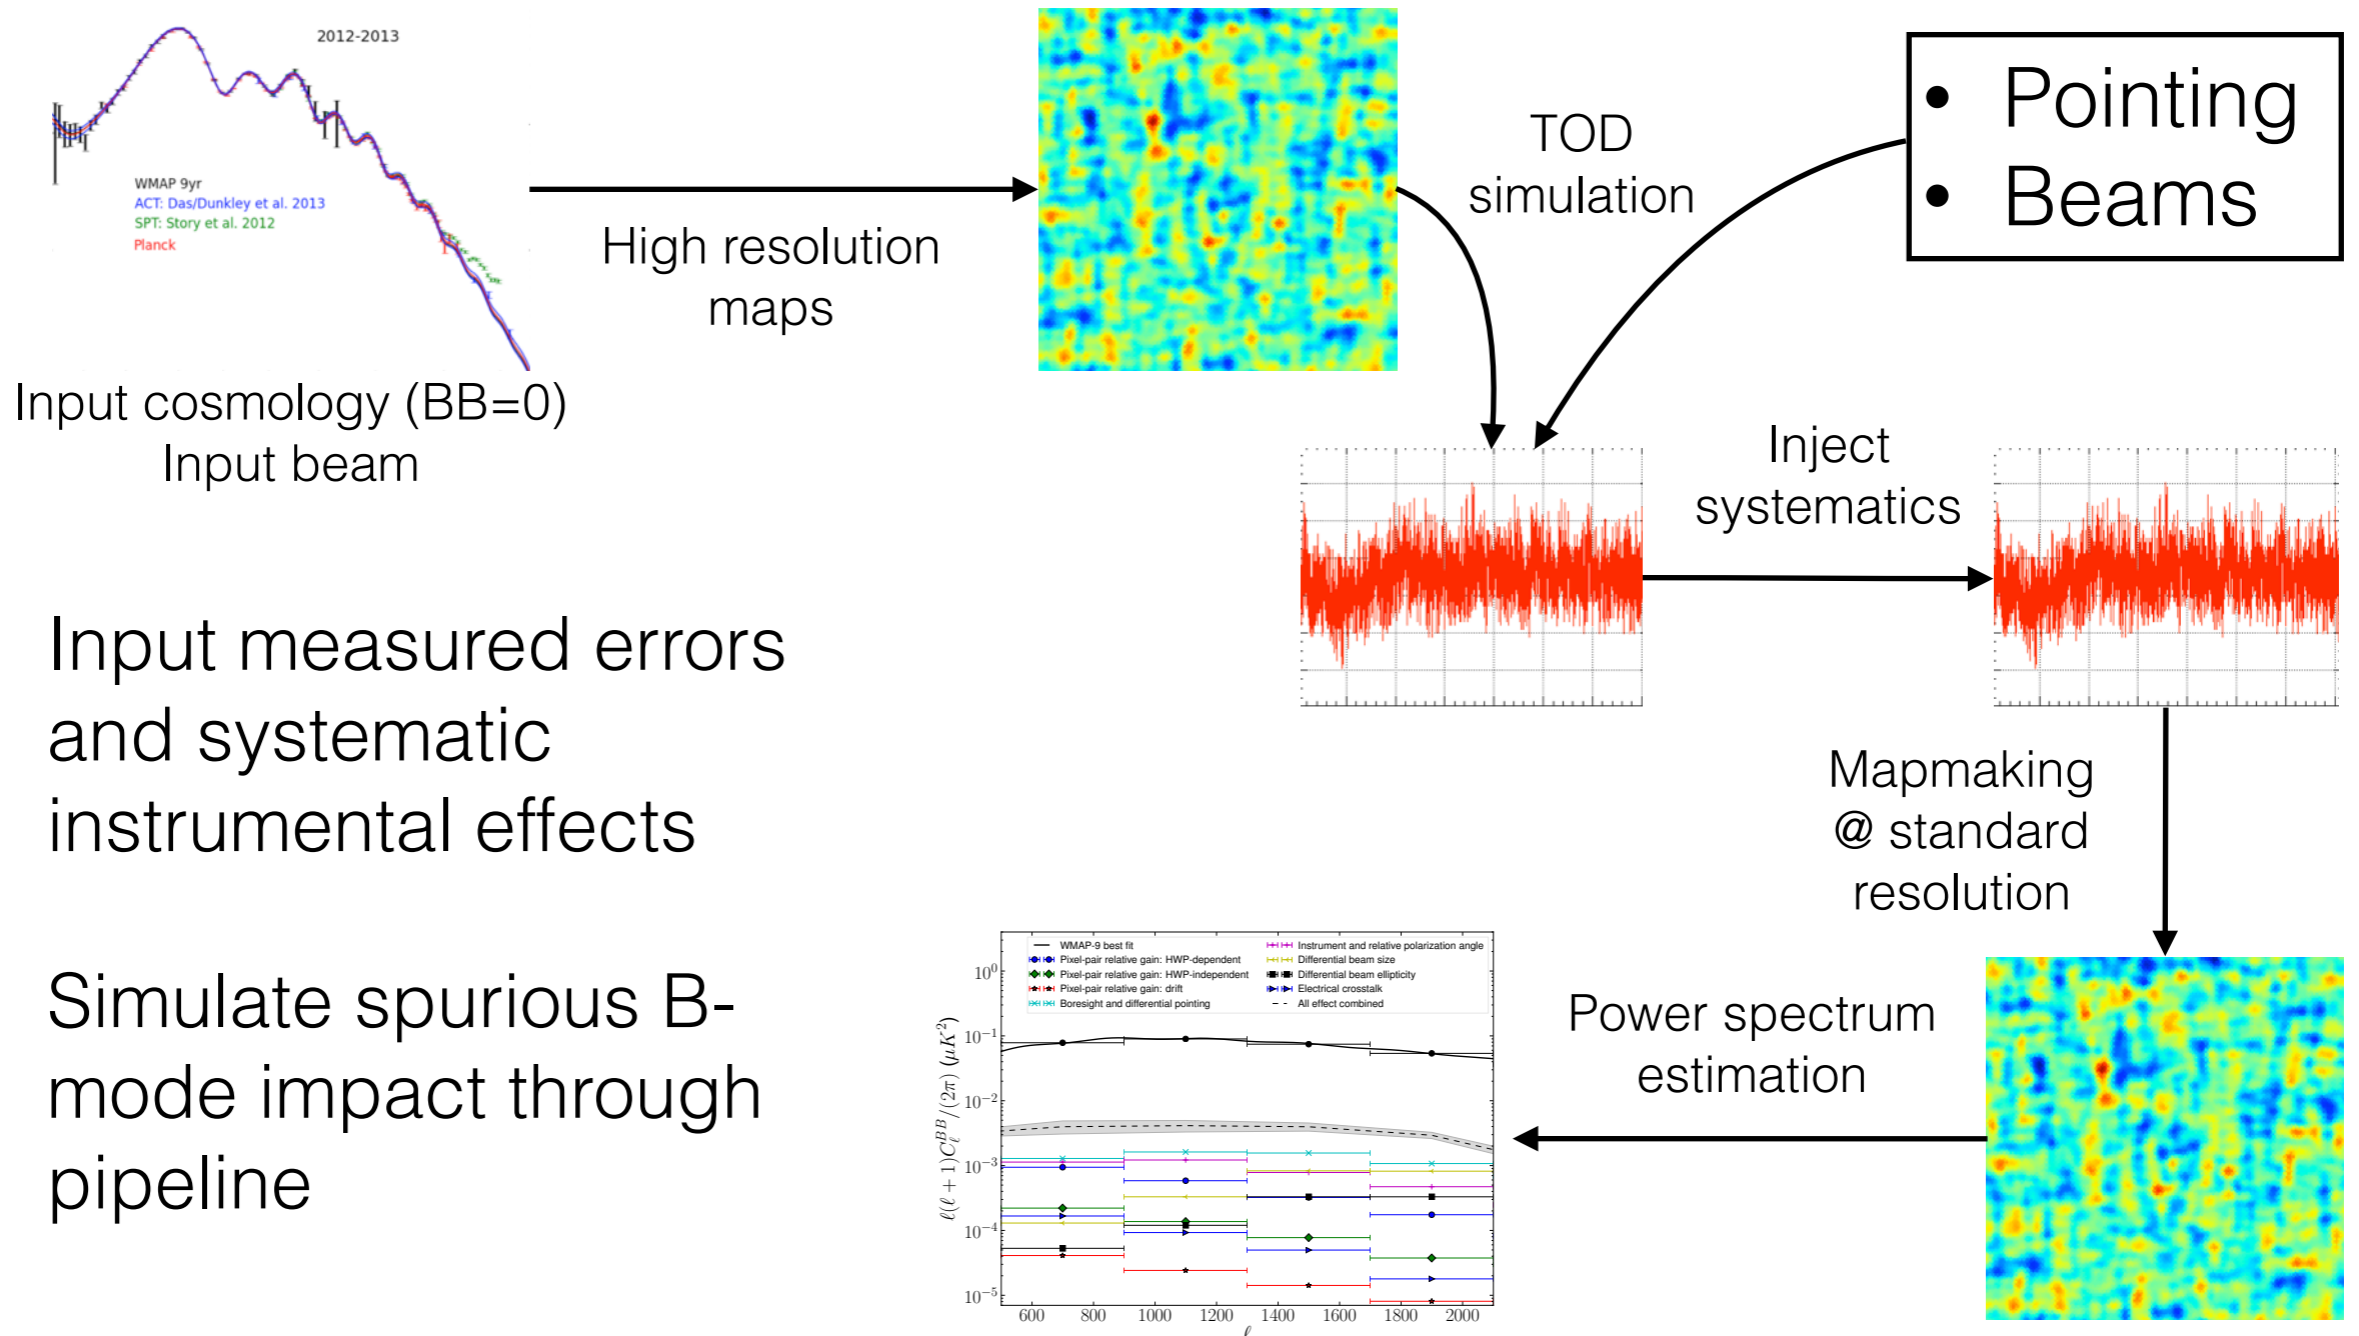 2012-2013
WMAP 9yr
ACT: Das/Dunkley et al. 2013
SPT: Story et al. 2012
Planck
Input cosmology (BB=0)
Input beam
High resolution
maps
TOD
simulation
• Pointing
• Beams
Inject
systematics
Input measured errors
and systematic
instrumental effects
Simulate spurious B-
mode impact through
pipeline
Mapmaking
@ standard
resolution
Power spectrum
estimation
WMAP-9 best fit
Pixel-pair relative gain: HWP-dependent
Pixel-pair relative gain: HWP-independent
Pixel-pair relative gain: drift
Boresight and differential pointing
Instrument and relative polarization angle
Differential beam size
Differential beam ellipticity
Electrical crosstalk
All effect combined
ℓ(ℓ + 1)C_ℓ^{BB}/(2π) (μK²)
10⁰
10⁻¹
10⁻²
10⁻³
10⁻⁴
10⁻⁵
600 800 1000 1200 1400 1600 1800 2000
ℓ